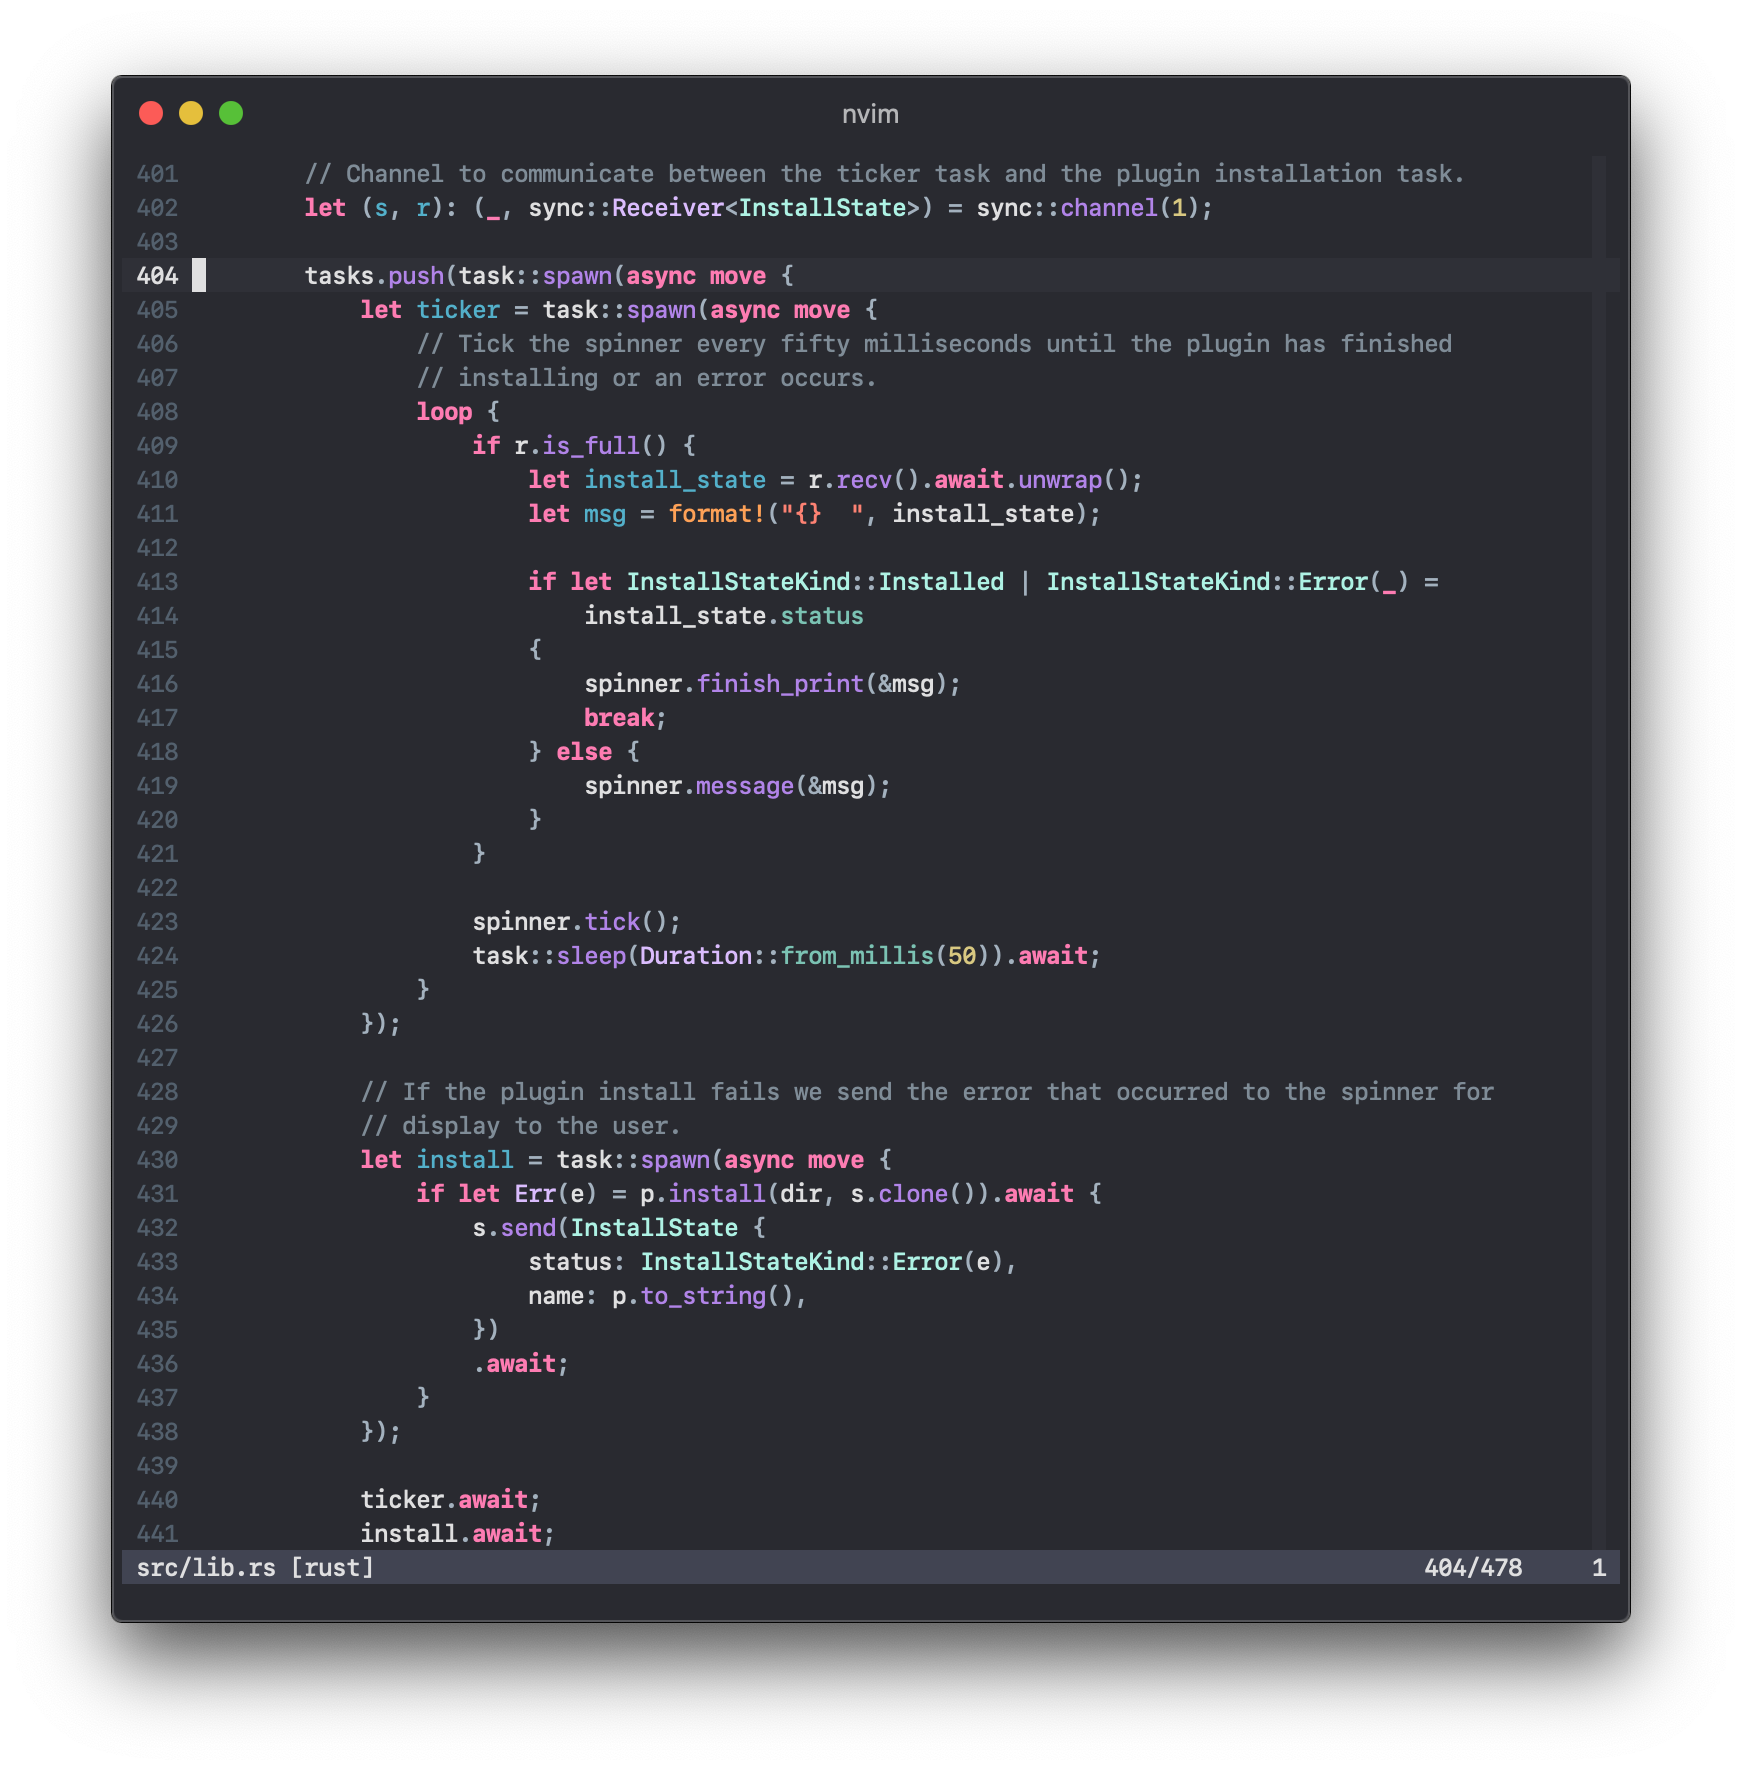 nvim
401         // Channel to communicate between the ticker task and the plugin installation task.
402         let (s, r): (_, sync::Receiver<InstallState>) = sync::channel(1);
403
404         tasks.push(task::spawn(async move {
405             let ticker = task::spawn(async move {
406                 // Tick the spinner every fifty milliseconds until the plugin has finished
407                 // installing or an error occurs.
408                 loop {
409                     if r.is_full() {
410                         let install_state = r.recv().await.unwrap();
411                         let msg = format!("{}  ", install_state);
412
413                         if let InstallStateKind::Installed | InstallStateKind::Error(_) =
414                             install_state.status
415                         {
416                             spinner.finish_print(&msg);
417                             break;
418                         } else {
419                             spinner.message(&msg);
420                         }
421                     }
422
423                     spinner.tick();
424                     task::sleep(Duration::from_millis(50)).await;
425                 }
426             });
427
428             // If the plugin install fails we send the error that occurred to the spinner for
429             // display to the user.
430             let install = task::spawn(async move {
431                 if let Err(e) = p.install(dir, s.clone()).await {
432                     s.send(InstallState {
433                         status: InstallStateKind::Error(e),
434                         name: p.to_string(),
435                     })
436                     .await;
437                 }
438             });
439
440             ticker.await;
441             install.await;
src/lib.rs [rust] 404/478 1